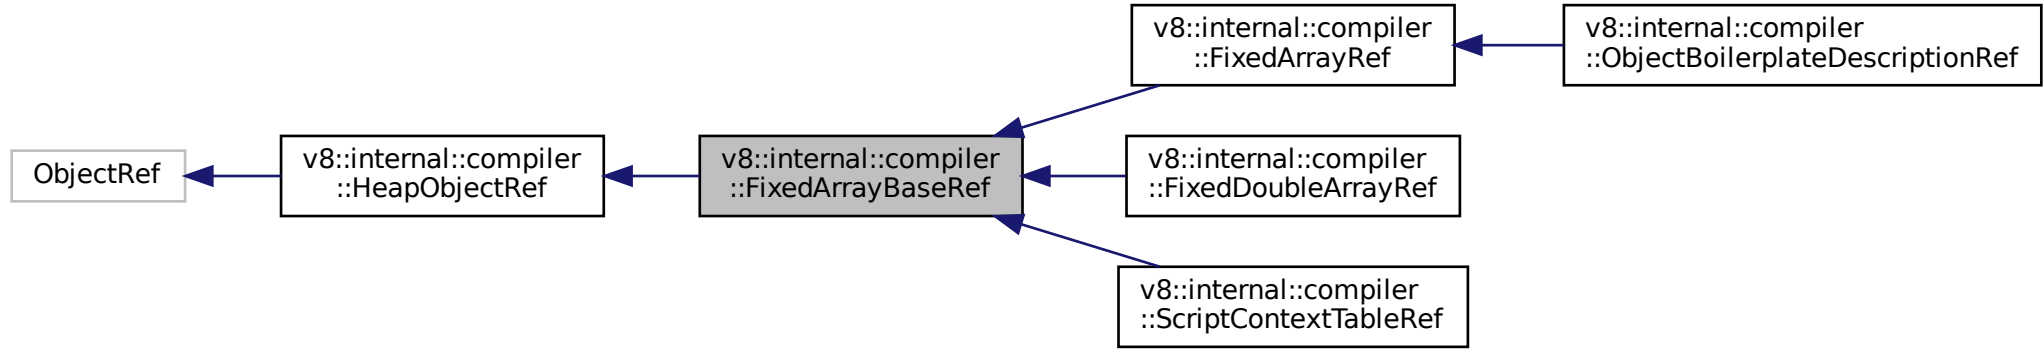 ObjectRef
v8::internal::compiler
::HeapObjectRef
v8::internal::compiler
::FixedArrayBaseRef
v8::internal::compiler
::FixedArrayRef
v8::internal::compiler
::ObjectBoilerplateDescriptionRef
v8::internal::compiler
::FixedDoubleArrayRef
v8::internal::compiler
::ScriptContextTableRef